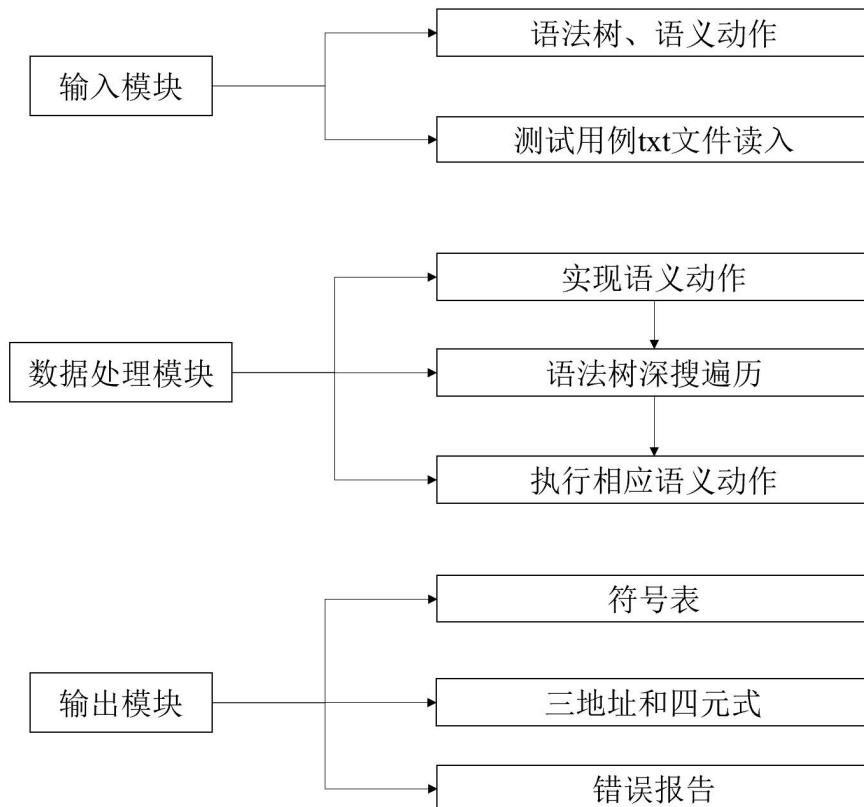 语法树、语义动作
输入模块
测试用例txt文件读入
实现语义动作
数据处理模块
语法树深搜遍历
执行相应语义动作
符号表
输出模块
三地址和四元式
错误报告